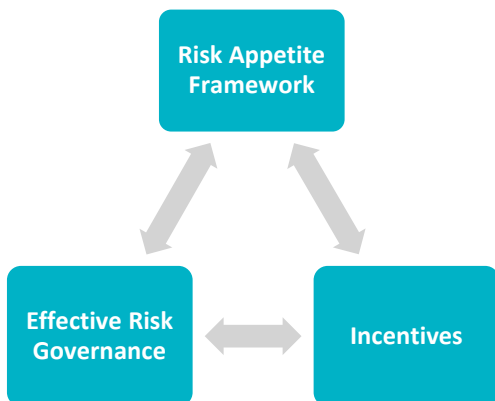 Risk Appetite
Framework
Effective Risk
Governance
Incentives